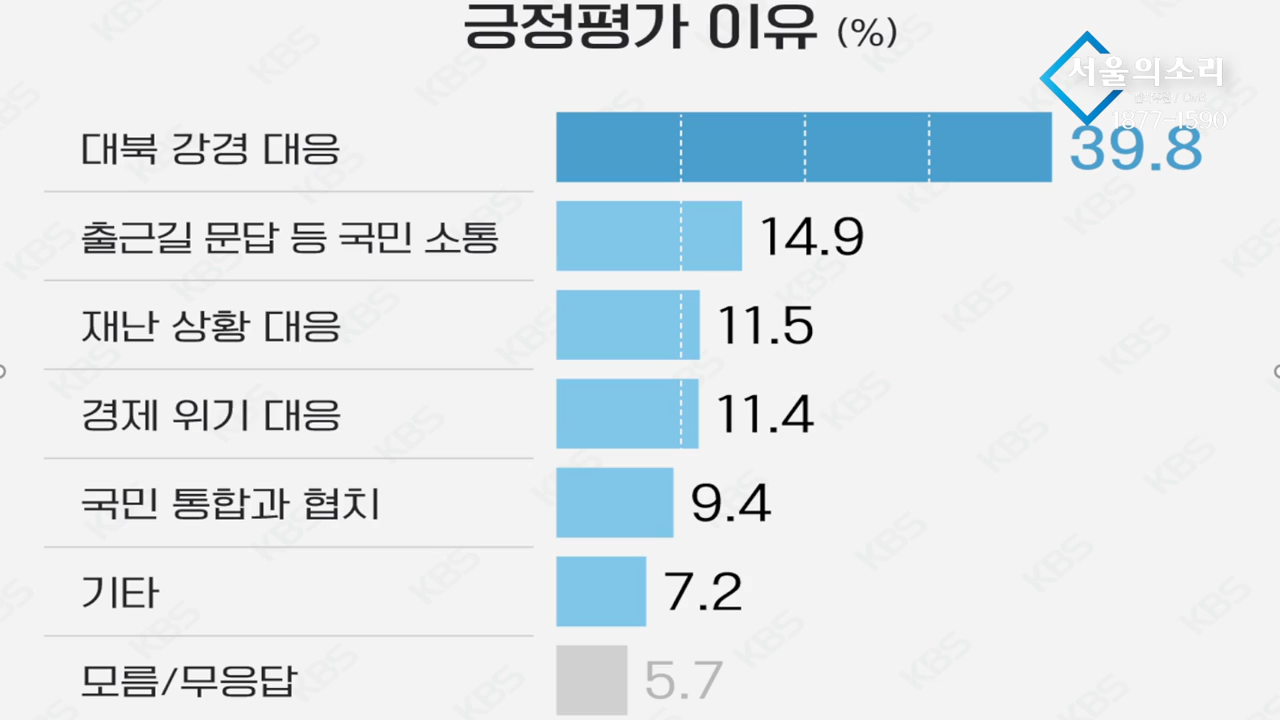 긍정평가 이유 (%)
서울의소리
1877-1590
대북 강경 대응 39.8
출근길 문답 등 국민 소통 14.9
재난 상황 대응 11.5
경제 위기 대응 11.4
국민 통합과 협치 9.4
기타 7.2
모름/무응답 5.7
KBS